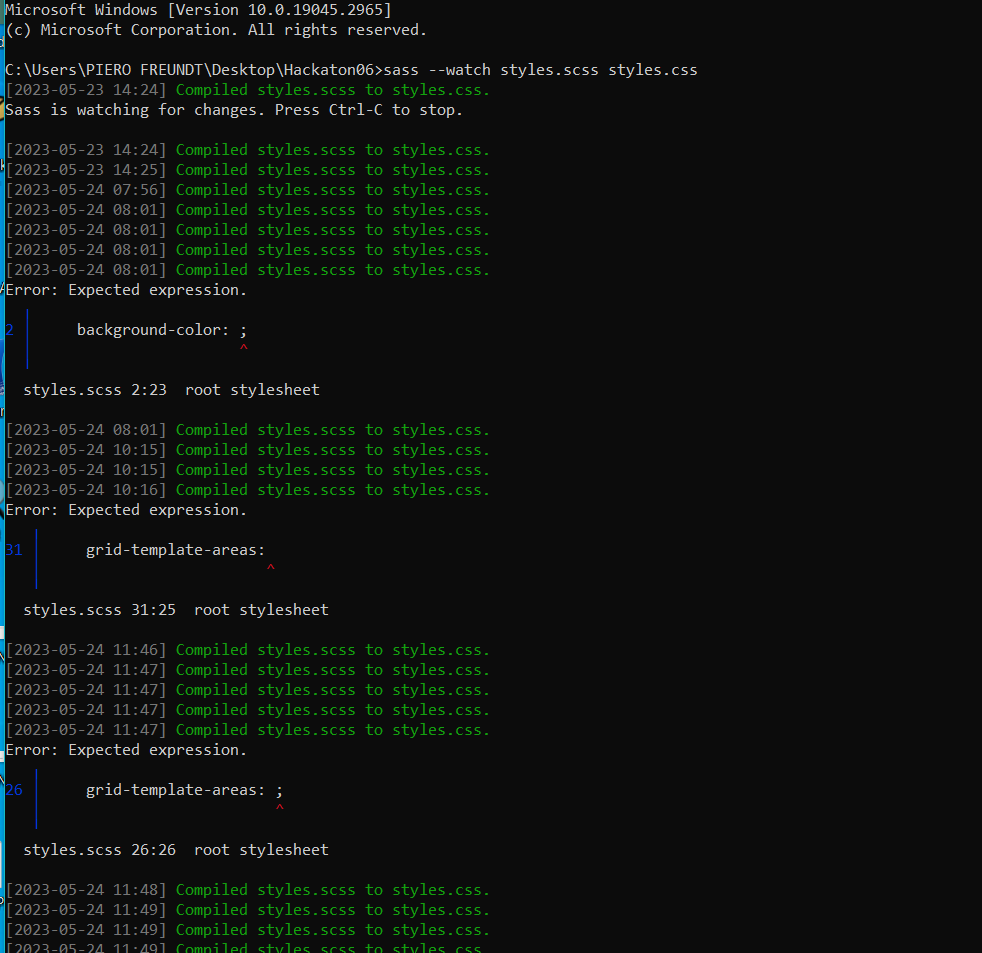 Microsoft Windows [Version 10.0.19045.2965]
(c) Microsoft Corporation. All rights reserved.
C:\Users\PIERO FREUNDT\Desktop\Hackaton06>sass --watch styles.scss styles.css
[2023-05-23 14:24] Compiled styles.scss to styles.css.
Sass is watching for changes. Press Ctrl-C to stop.
[2023-05-23 14:24] Compiled styles.scss to styles.css.
[2023-05-23 14:25] Compiled styles.scss to styles.css.
[2023-05-24 07:56] Compiled styles.scss to styles.css.
[2023-05-24 08:01] Compiled styles.scss to styles.css.
[2023-05-24 08:01] Compiled styles.scss to styles.css.
[2023-05-24 08:01] Compiled styles.scss to styles.css.
[2023-05-24 08:01] Compiled styles.scss to styles.css.
Error: Expected expression.
2 │     background-color: ;
^
styles.scss 2:23  root stylesheet
[2023-05-24 08:01] Compiled styles.scss to styles.css.
[2023-05-24 10:15] Compiled styles.scss to styles.css.
[2023-05-24 10:15] Compiled styles.scss to styles.css.
[2023-05-24 10:16] Compiled styles.scss to styles.css.
Error: Expected expression.
31 │     grid-template-areas:
^
styles.scss 31:25  root stylesheet
[2023-05-24 11:46] Compiled styles.scss to styles.css.
[2023-05-24 11:47] Compiled styles.scss to styles.css.
[2023-05-24 11:47] Compiled styles.scss to styles.css.
[2023-05-24 11:47] Compiled styles.scss to styles.css.
[2023-05-24 11:47] Compiled styles.scss to styles.css.
Error: Expected expression.
26 │     grid-template-areas: ;
^
styles.scss 26:26  root stylesheet
[2023-05-24 11:48] Compiled styles.scss to styles.css.
[2023-05-24 11:49] Compiled styles.scss to styles.css.
[2023-05-24 11:49] Compiled styles.scss to styles.css.
[2023-05-24 11:49] Compiled styles.scss to styles.css.